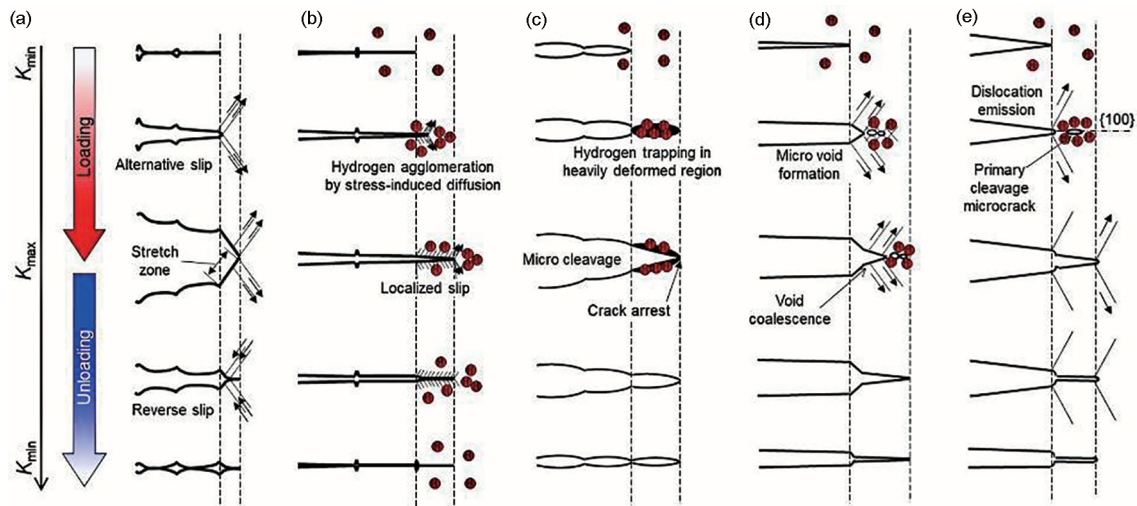 (a)
(b)
(c)
(d)
(e)
Kmin
Kmax
Kmin
Loading
Unloading
Alternative slip
Stretch
zone
Reverse slip
Hydrogen agglomeration
by stress-induced diffusion
Localized slip
Hydrogen trapping in
heavily deformed region
Micro cleavage
Crack arrest
Micro void
formation
Void
coalescence
Dislocation
emission
{100}
Primary
cleavage
microcrack